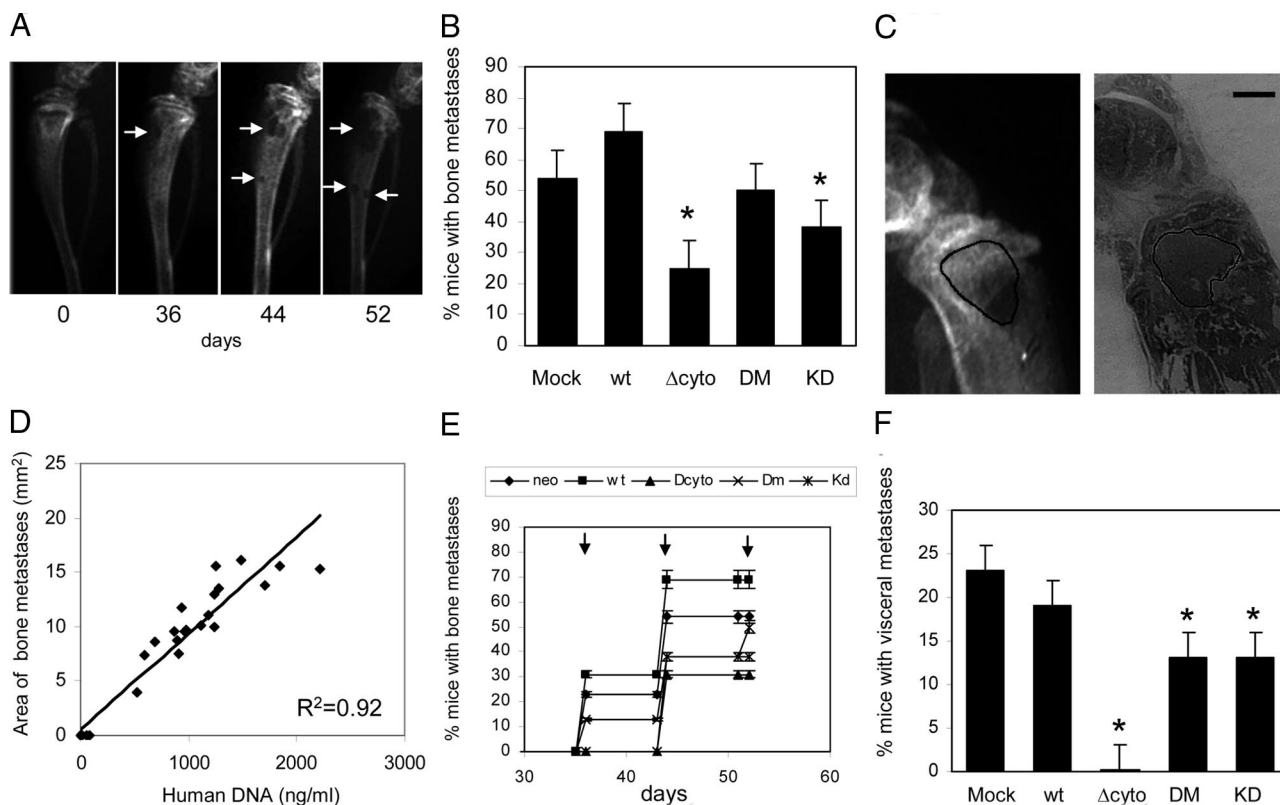 A
0 36 44 52
days
B
% mice with bone metastases
90
80
70
60
50
40
30
20
10
0
*
*
Mock wt Δcyto DM KD
C
D
Area of bone metastases (mm²)
25
20
15
10
5
0
R²=0.92
0 1000 2000 3000
Human DNA (ng/ml)
E
neo wt Dcyto Dm Kd
% mice with bone metastases
90
80
70
60
50
40
30
20
10
0
30 40 50 60
days
F
% mice with visceral metastases
30
25
20
15
10
5
0
*
*
*
Mock wt Δcyto DM KD